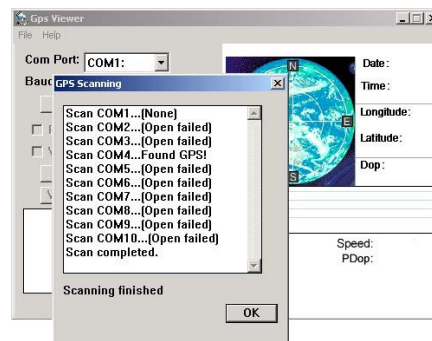 Gps Viewer
File Help
Com Port: COM1:
Baud
GPS Scanning
Scan COM1...(None)
Scan COM2...(Open failed)
Scan COM3...(Open failed)
Scan COM4...Found GPS!
Scan COM5...(Open failed)
Scan COM6...(Open failed)
Scan COM7...(Open failed)
Scan COM8...(Open failed)
Scan COM9...(Open failed)
Scan COM10...(Open failed)
Scan completed.
Scanning finished
OK
N
E
S
Date:
Time:
Longitude:
Latitude:
Dop:
Speed:
PDop: